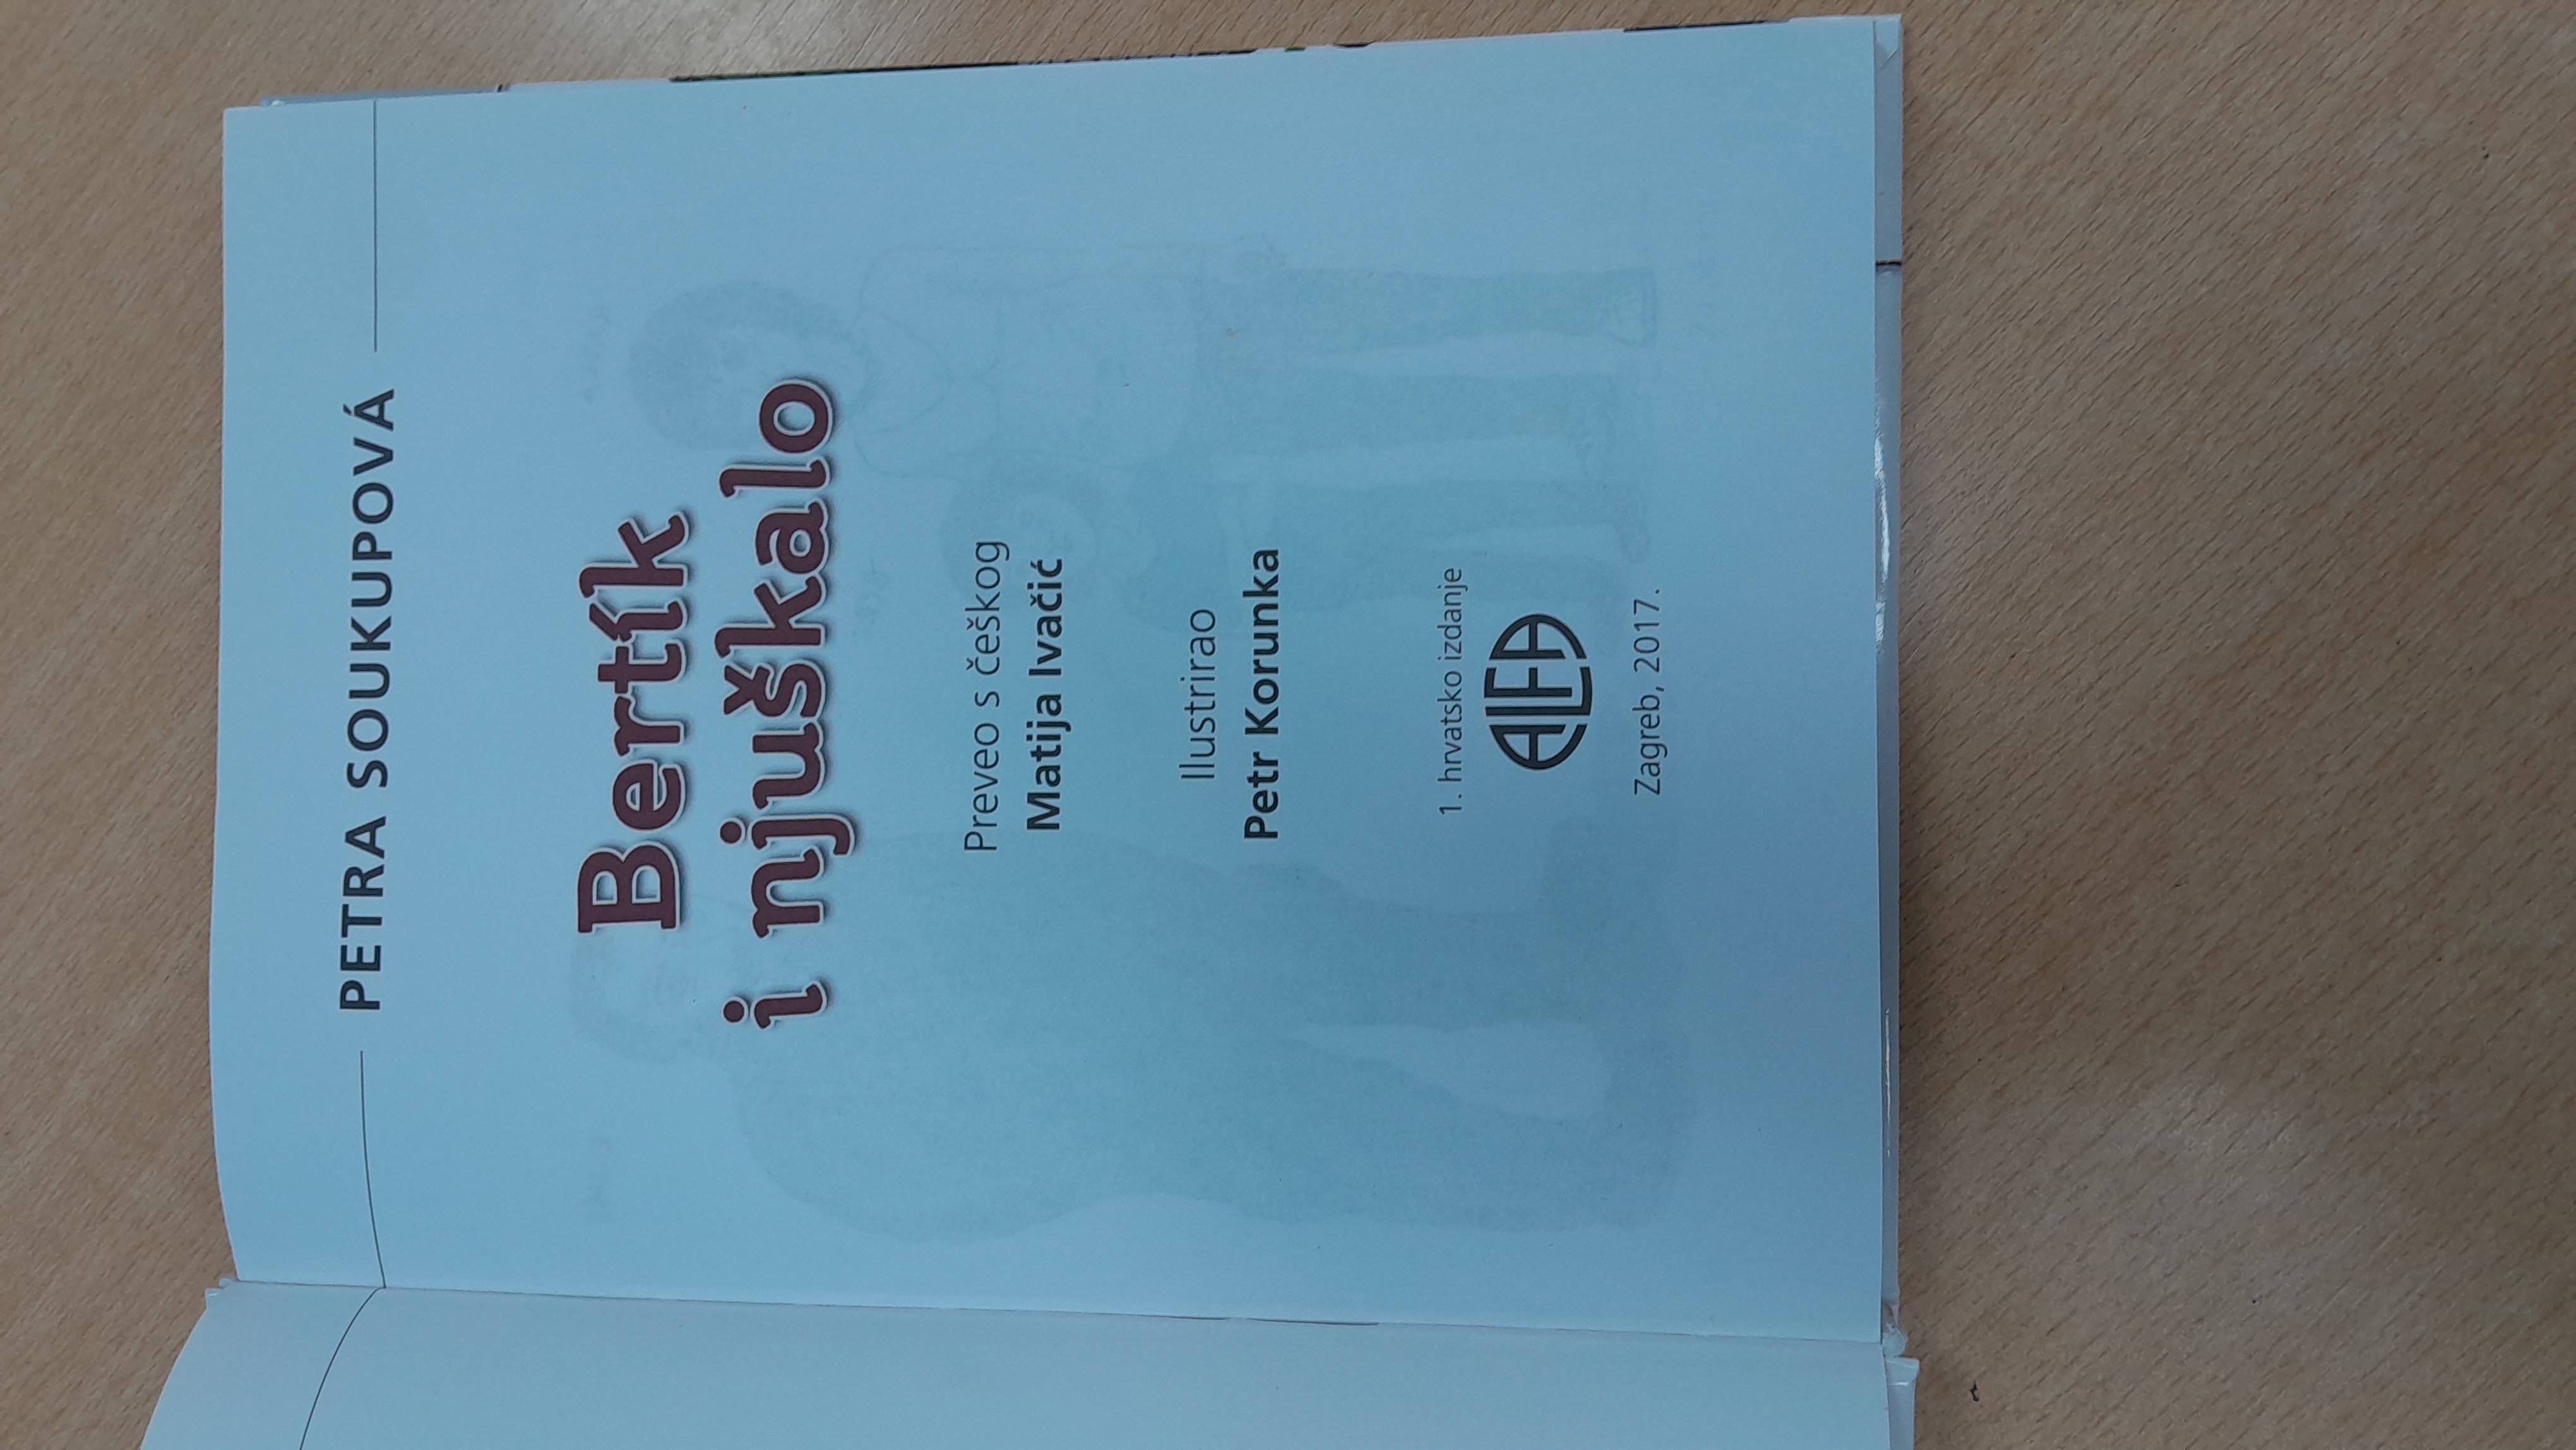 PETRA SOUKUPOVÁ
Bertík
i njuškalo
Preveo s češkog
Matija Ivačić
Ilustrirao
Petr Korunka
1. hrvatsko izdanje
ALFA
Zagreb, 2017.